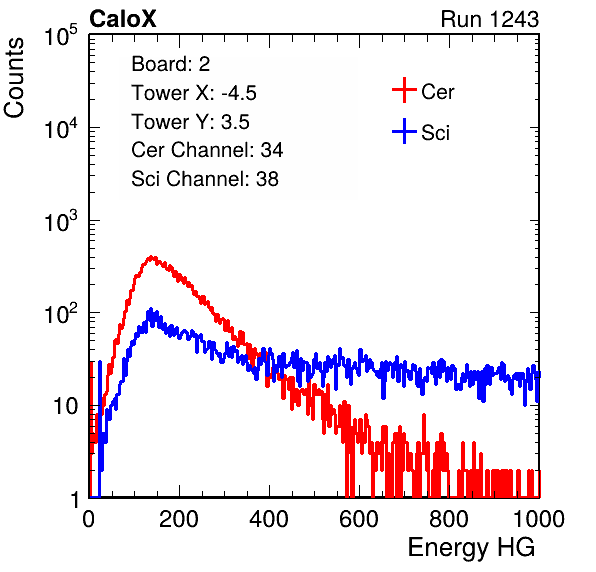 CaloX Run 1243
Counts
10^5
10^4
10^3
10^2
10
1
Board: 2
Tower X: -4.5
Tower Y: 3.5
Cer Channel: 34
Sci Channel: 38
Cer
Sci
0 200 400 600 800 1000
Energy HG